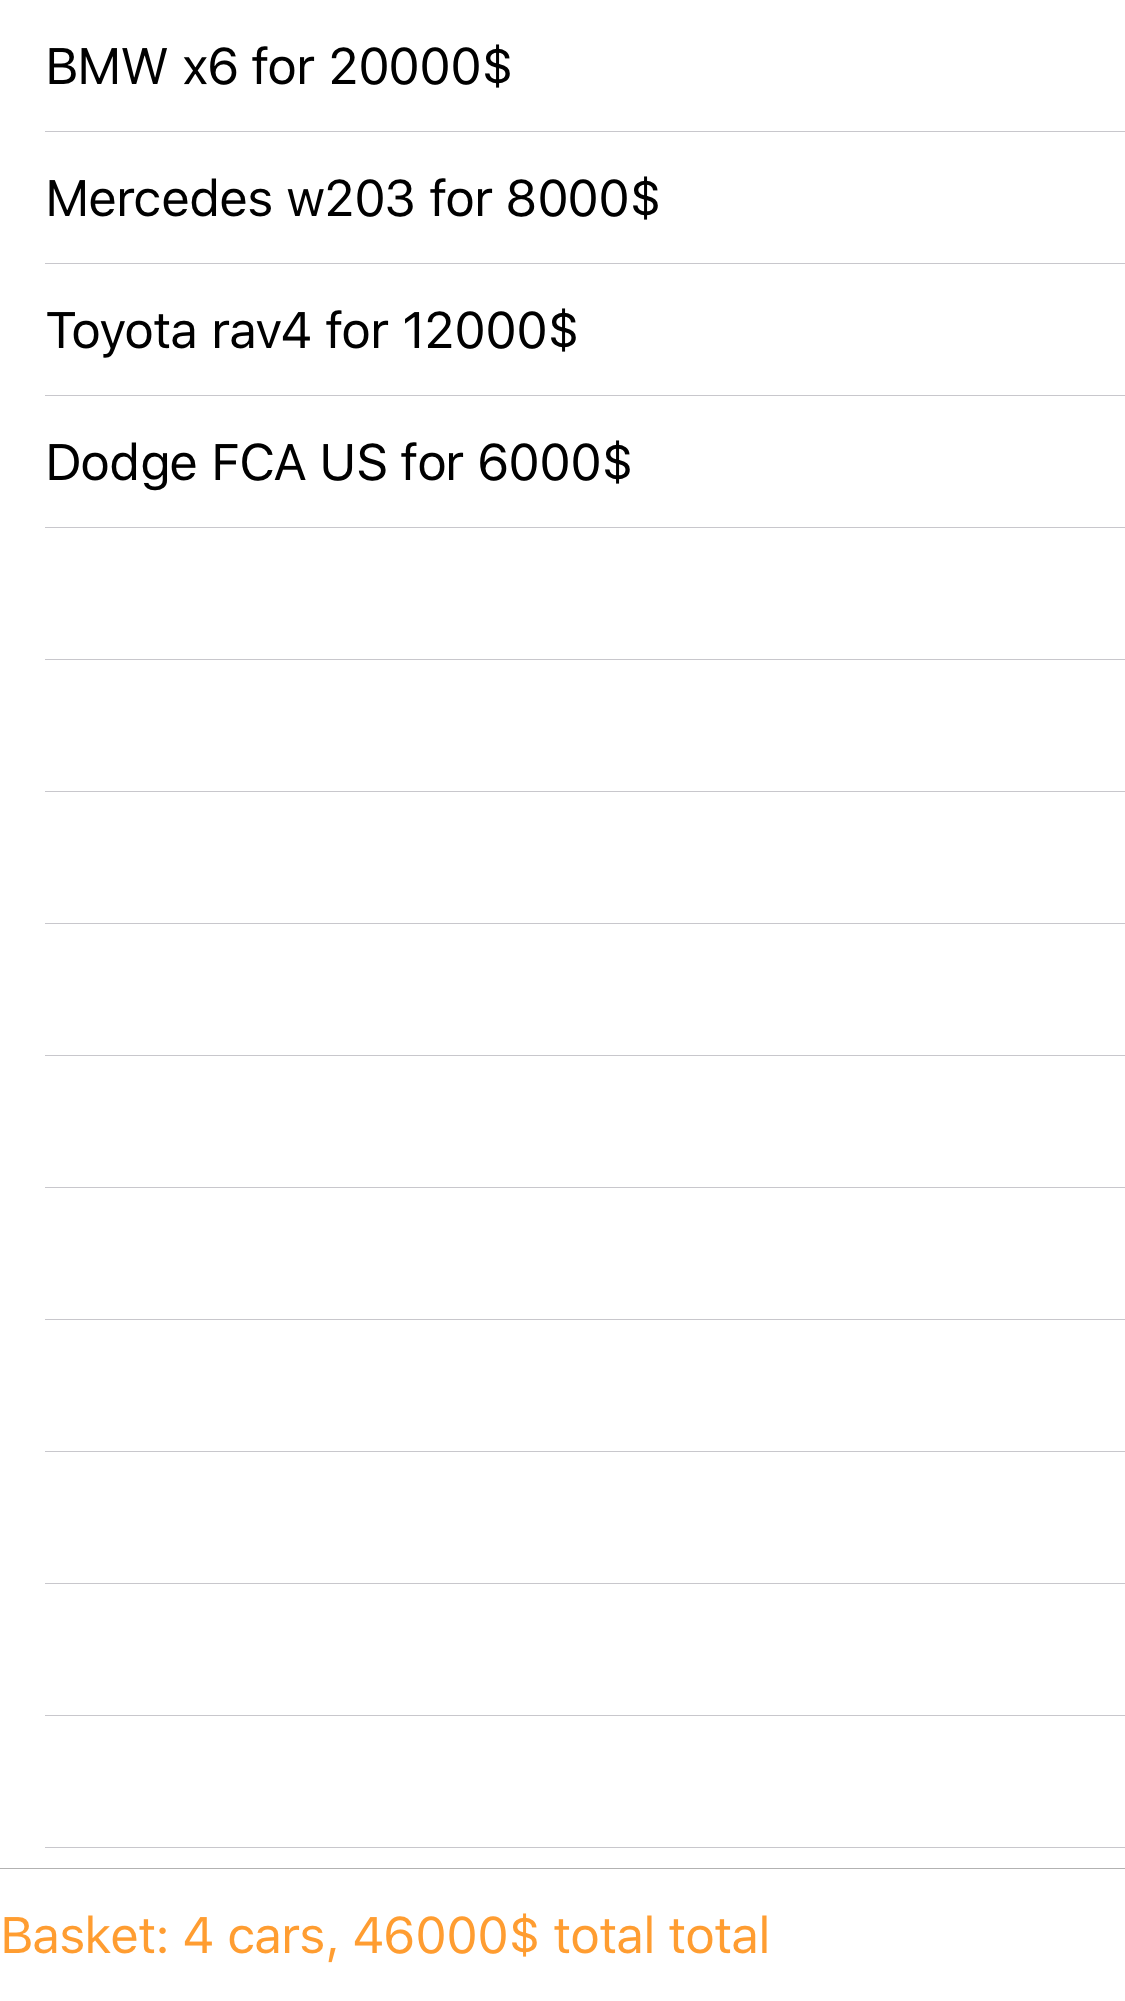 BMW x6 for 20000$
Mercedes w203 for 8000$
Toyota rav4 for 12000$
Dodge FCA US for 6000$
Basket: 4 cars, 46000$ total total